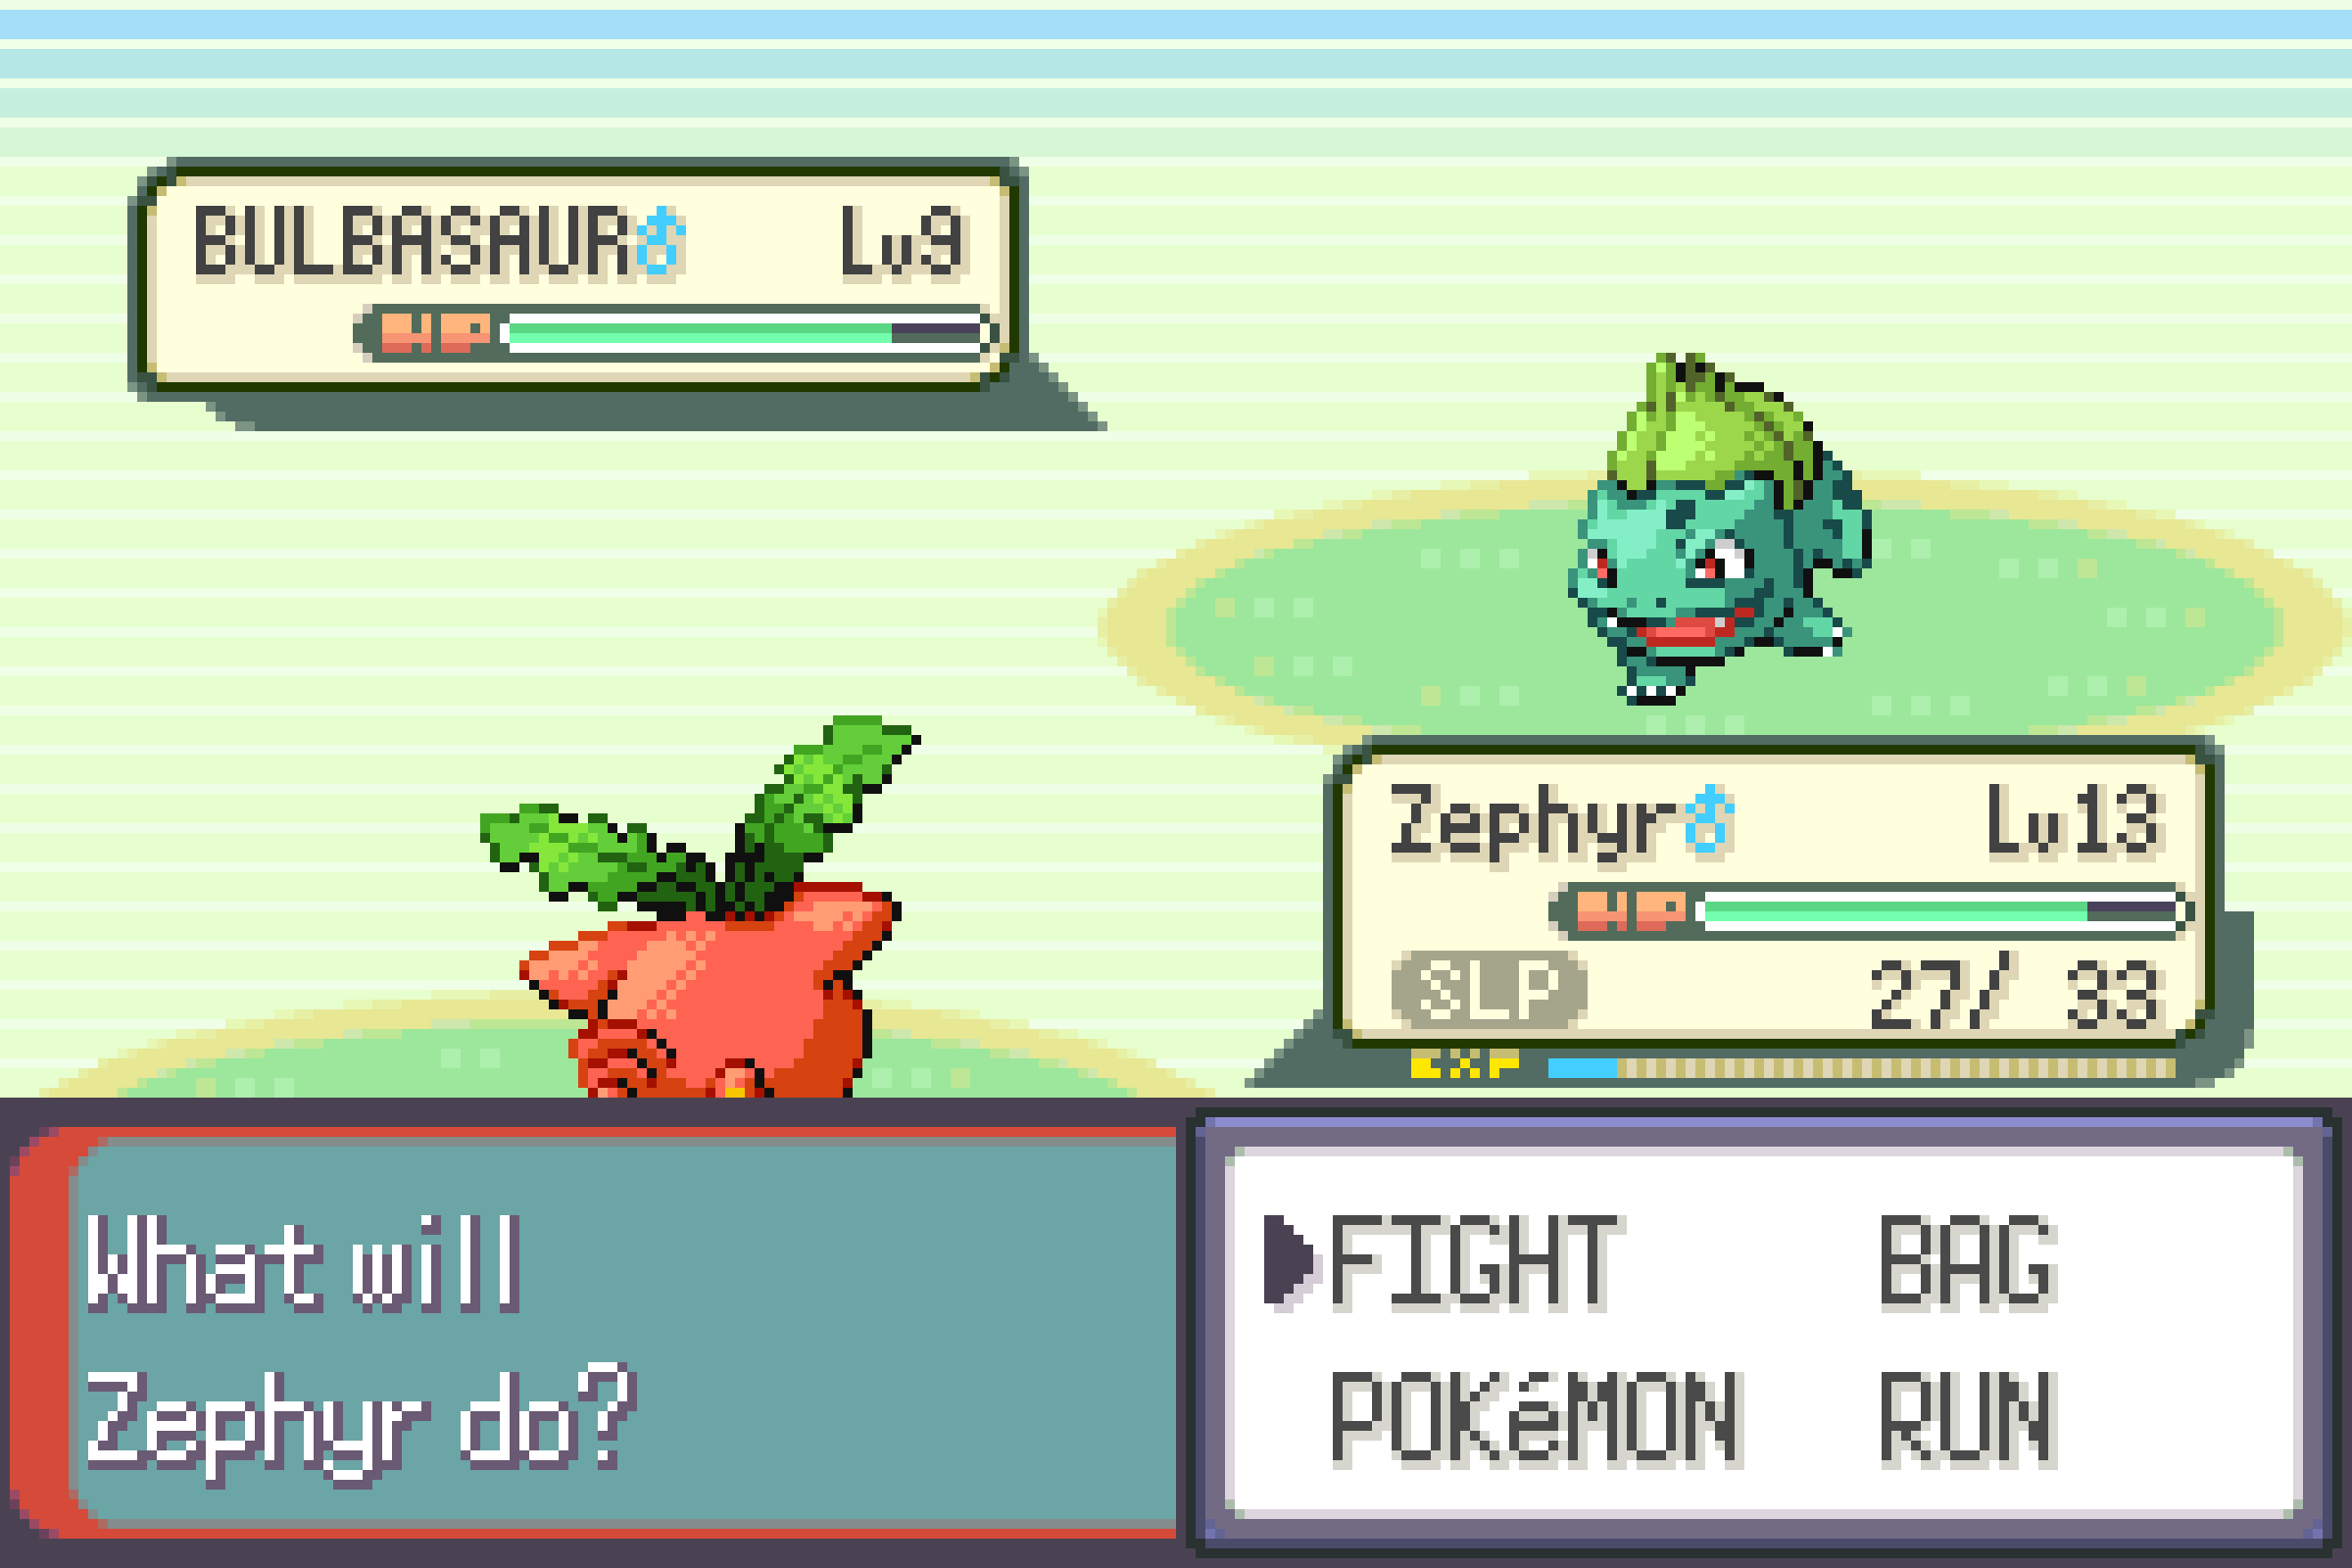 BULBASAUR♂ Lv9
HP
Zephyr♂ Lv13
HP
SLP 27/ 33
EXP
What will
Zephyr do?
▶FIGHT BAG
POKéMON RUN